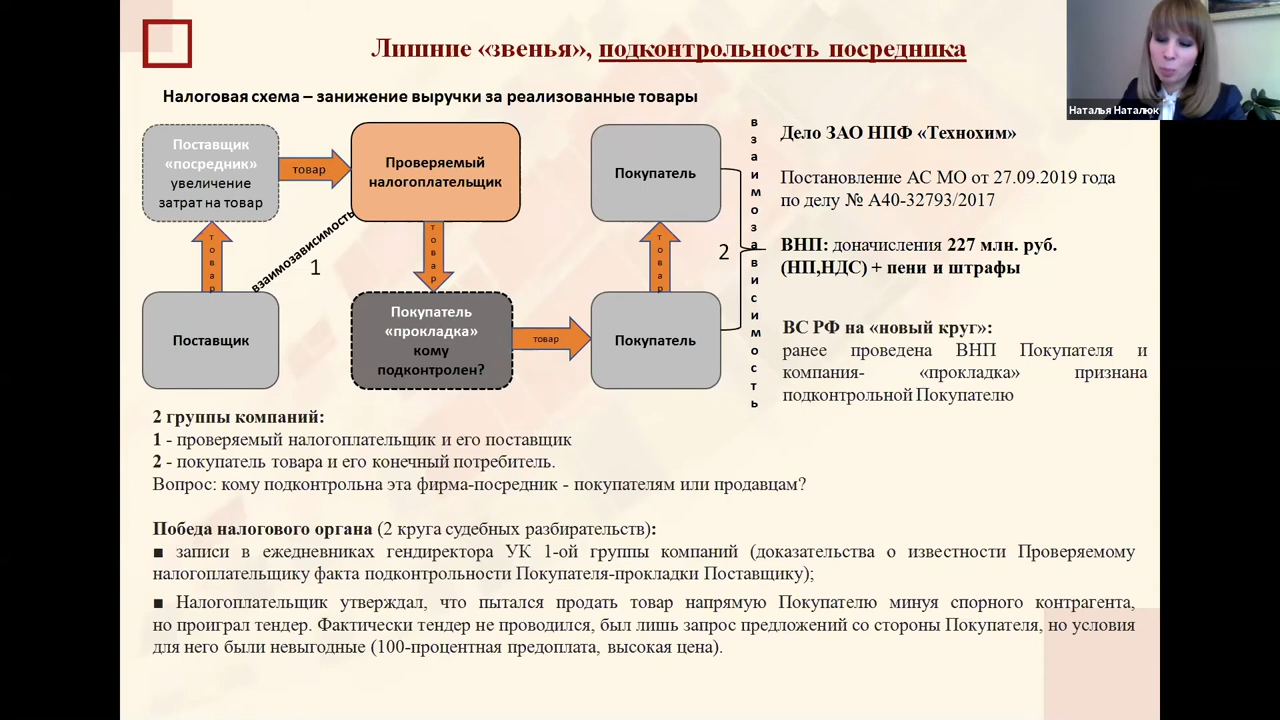 Лишние «звенья», подконтрольность посредника
Наталья Наталюк
Налоговая схема – занижение выручки за реализованные товары
Поставщик
«посредник»
увеличение
затрат на товар
товар
Проверяемый
налогоплательщик
Покупатель
взаимозависимость
1
товар
товар
товар
Поставщик
Покупатель
«прокладка»
кому
подконтролен?
товар
Покупатель
2
взаимозависимость
Дело ЗАО НПФ «Технохим»
Постановление АС МО от 27.09.2019 года
по делу № А40-32793/2017
ВНП: доначисления 227 млн. руб.
(НП,НДС) + пени и штрафы
ВС РФ на «новый круг»:
ранее проведена ВНП Покупателя и
компания- «прокладка» признана
подконтрольной Покупателю
2 группы компаний:
1 - проверяемый налогоплательщик и его поставщик
2 - покупатель товара и его конечный потребитель.
Вопрос: кому подконтрольна эта фирма-посредник - покупателям или продавцам?
Победа налогового органа (2 круга судебных разбирательств):
■ записи в ежедневниках гендиректора УК 1-ой группы компаний (доказательства о известности Проверяемому
налогоплательщику факта подконтрольности Покупателя-прокладки Поставщику);
■ Налогоплательщик утверждал, что пытался продать товар напрямую Покупателю минуя спорного контрагента,
но проиграл тендер. Фактически тендер не проводился, был лишь запрос предложений со стороны Покупателя, но условия
для него были невыгодные (100-процентная предоплата, высокая цена).